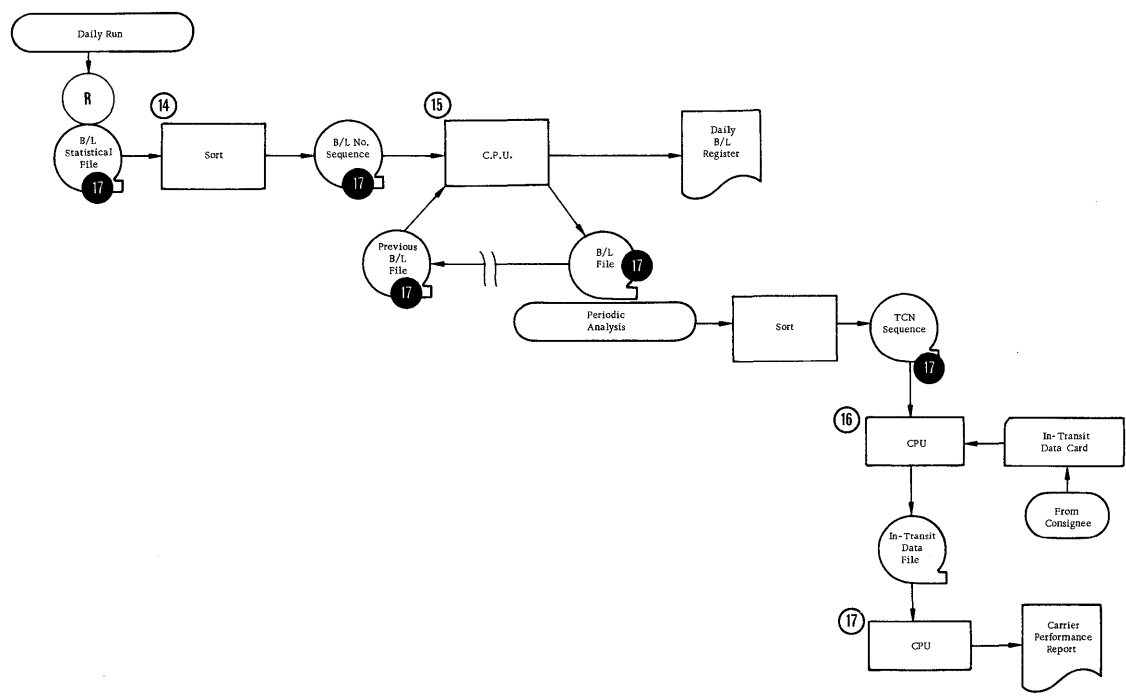 Daily Run
R
B/L
Statistical
File
17
14
Sort
B/L No.
Sequence
17
15
C.P.U.
Daily
B/L
Register
Previous
B/L
File
17
B/L
File
17
Periodic
Analysis
Sort
TCN
Sequence
17
16
CPU
In-Transit
Data Card
From
Consignee
In-Transit
Data
File
17
CPU
Carrier
Performance
Report